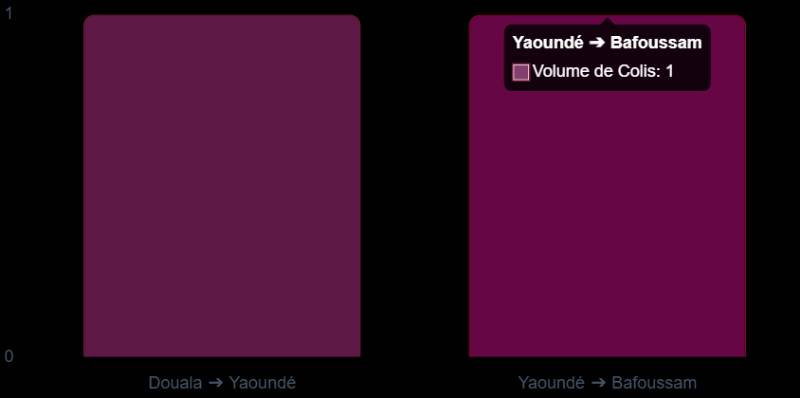 1
Yaoundé ➔ Bafoussam
Volume de Colis: 1
0
Douala ➔ Yaoundé
Yaoundé ➔ Bafoussam